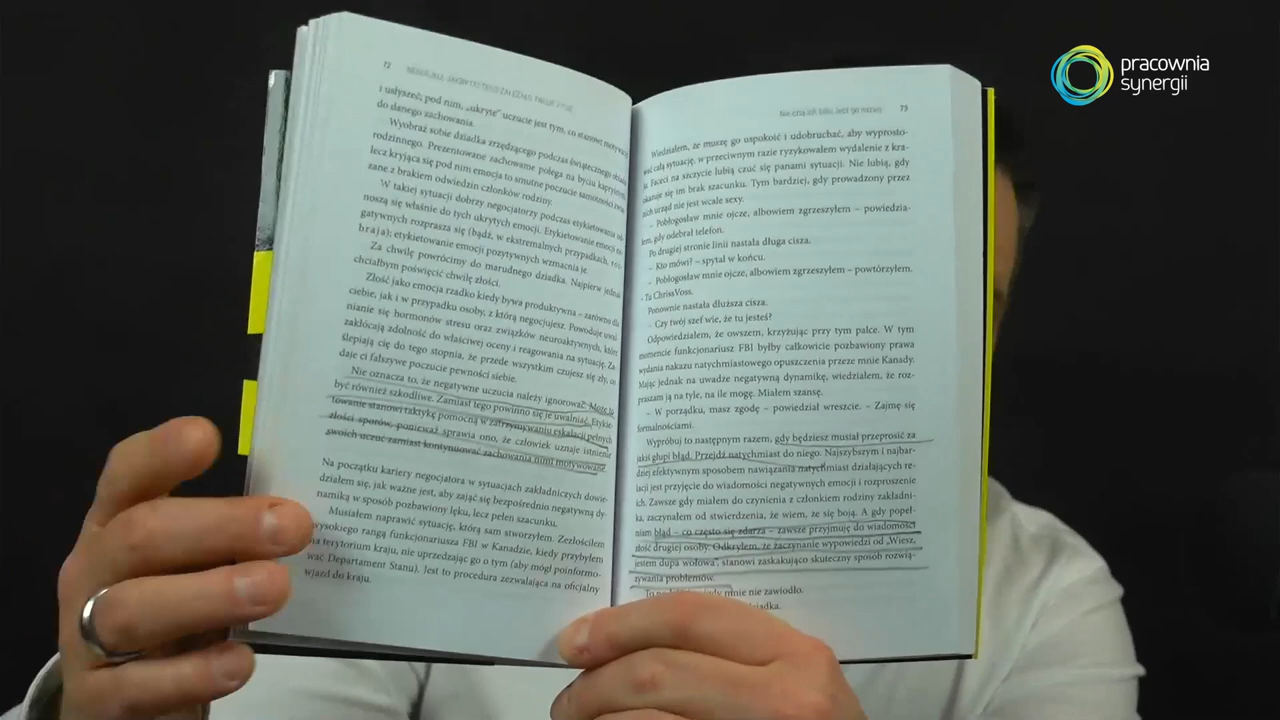 pracownia
synergii
72 NEGOCJUJ JAKBY OD TEGO ZALEŻAŁO TWOJE ŻYCIE
i usłyszeć; pod nim, „ukryte” uczucie jest tym, co stanowi motywację
do danego zachowania.
Wyobraź sobie dziadka zrzędzącego podczas świątecznego obiadu
rodzinnego. Prezentowane zachowanie polega na byciu kapryśnym,
lecz kryjąca się pod nim emocja to smutne poczucie samotności zwią-
zane z brakiem odwiedzin członków rodziny.
W takiej sytuacji dobrzy negocjatorzy podczas etykietowania od-
noszą się właśnie do tych ukrytych emocji. Etykietowanie emocji ne-
gatywnych rozprasza się (bądź, w ekstremalnych przypadkach, roz-
braja); etykietowanie emocji pozytywnych wzmacnia je.
Za chwilę powrócimy do marudnego dziadka. Najpierw jednak
chciałbym poświęcić chwilę złości.
Złość jako emocja rzadko kiedy bywa produktywna – zarówno dla
ciebie, jak i w przypadku osoby, z którą negocjujesz. Powoduje uwal-
nianie się hormonów stresu oraz związków neuroaktywnych, które
zakłócają zdolność do właściwej oceny i reagowania na sytuację. Za-
ślepiają cię do tego stopnia, że przede wszystkim czujesz się zły, co
daje ci fałszywe poczucie pewności siebie.
Nie oznacza to, że negatywne uczucia należy ignorować. Może to
być również szkodliwe. Zamiast tego powinno się je uwalniać. Etykie-
towanie stanowi taktykę pomocną w zatrzymywaniu eskalacji pełnych
złości sporów, ponieważ sprawia ono, że człowiek uznaje istnienie
swoich uczuć zamiast kontynuować zachowania nimi motywowane.
Na początku kariery negocjatora w sytuacjach zakładniczych dowie-
działem się, jak ważne jest, aby zająć się bezpośrednio negatywną dy-
namiką w sposób pozbawiony lęku, lecz pełen szacunku.
Musiałem naprawić sytuację, którą sam stworzyłem. Zezłościłem
wysokiego rangą funkcjonariusza FBI w Kanadzie, kiedy przybyłem
na terytorium kraju, nie uprzedzając go o tym (aby mógł poinformo-
wać Departament Stanu). Jest to procedura zezwalająca na oficjalny
wjazd do kraju.
Nie czuj ich bólu, lecz go nazwij 73
Wiedziałem, że muszę go uspokoić i udobruchać, aby wyprosto-
wać całą sytuację, w przeciwnym razie ryzykowałem wydalenie z kra-
ju. Faceci na szczycie lubią czuć się panami sytuacji. Nie lubią, gdy
okazuje się im brak szacunku. Tym bardziej, gdy prowadzony przez
nich urząd nie jest wcale sexy.
– Pobłogosław mnie ojcze, albowiem zgrzeszyłem – powiedzia-
łem, gdy odebrał telefon.
Po drugiej stronie linii nastała długa cisza.
– Kto mówi? – spytał w końcu.
– Pobłogosław mnie ojcze, albowiem zgrzeszyłem – powtórzyłem.
– Tu ChrissVoss.
Ponownie nastała dłuższa cisza.
– Czy twój szef wie, że tu jesteś?
Odpowiedziałem, że owszem, krzyżując przy tym palce. W tym
momencie funkcjonariusz FBI byłby całkowicie pozbawiony prawa
wydania nakazu natychmiastowego opuszczenia przeze mnie Kanady.
Mając jednak na uwadze negatywną dynamikę, wiedziałem, że roz-
praszam ją na tyle, na ile mogę. Miałem szansę.
– W porządku, masz zgodę – powiedział wreszcie. – Zajmę się
formalnościami.
Wypróbuj to następnym razem, gdy będziesz musiał przeprosić za
jakiś głupi błąd. Przejdź natychmiast do niego. Najszybszym i najbar-
dziej efektywnym sposobem nawiązania natychmiast działających re-
lacji jest przyjęcie do wiadomości negatywnych emocji i rozproszenie
ich. Zawsze gdy miałem do czynienia z członkiem rodziny zakładni-
ka, zaczynałem od stwierdzenia, że wiem, że się boją. A gdy popeł-
nim błąd – co często się zdarza – zawsze przyjmuję do wiadomości
złość drugiej osoby. Odkryłem, że zaczynanie wypowiedzi od „Wiesz,
jestem dupa wołowa”, stanowi zaskakująco skuteczny sposób rozwią-
zywania problemów.
To mnie nie zawiodło.
dziadka.